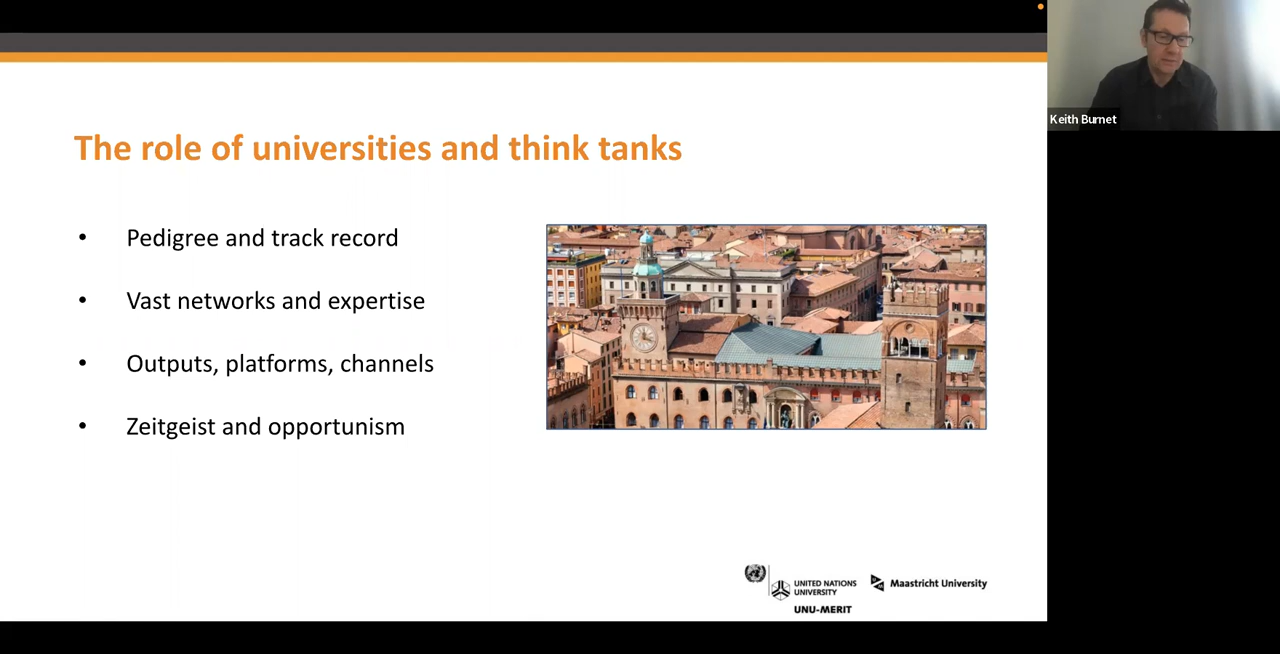 The role of universities and think tanks
• Pedigree and track record
• Vast networks and expertise
• Outputs, platforms, channels
• Zeitgeist and opportunism
Keith Burnet
UNITED NATIONS
UNIVERSITY
UNU-MERIT
Maastricht University